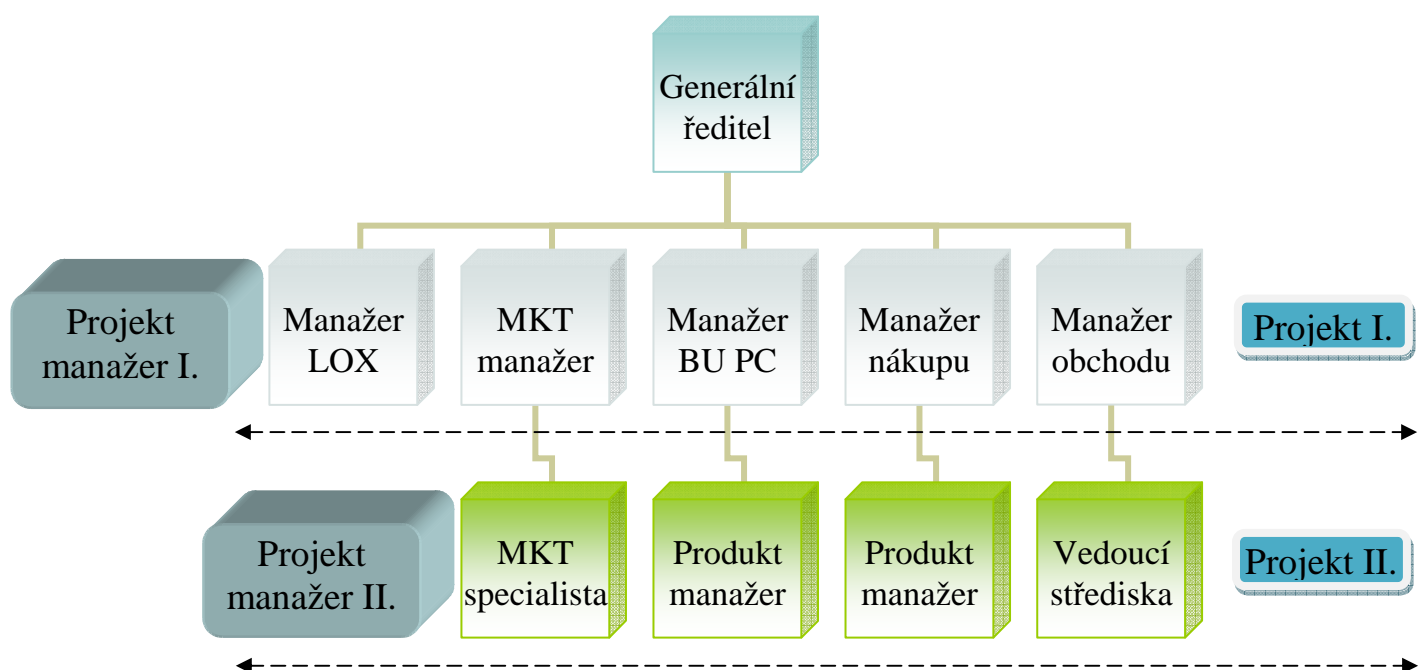 Generální
ředitel
Projekt
manažer I.
Manažer
LOX
MKT
manažer
Manažer
BU PC
Manažer
nákupu
Manažer
obchodu
Projekt I.
Projekt
manažer II.
MKT
specialista
Produkt
manažer
Produkt
manažer
Vedoucí
střediska
Projekt II.